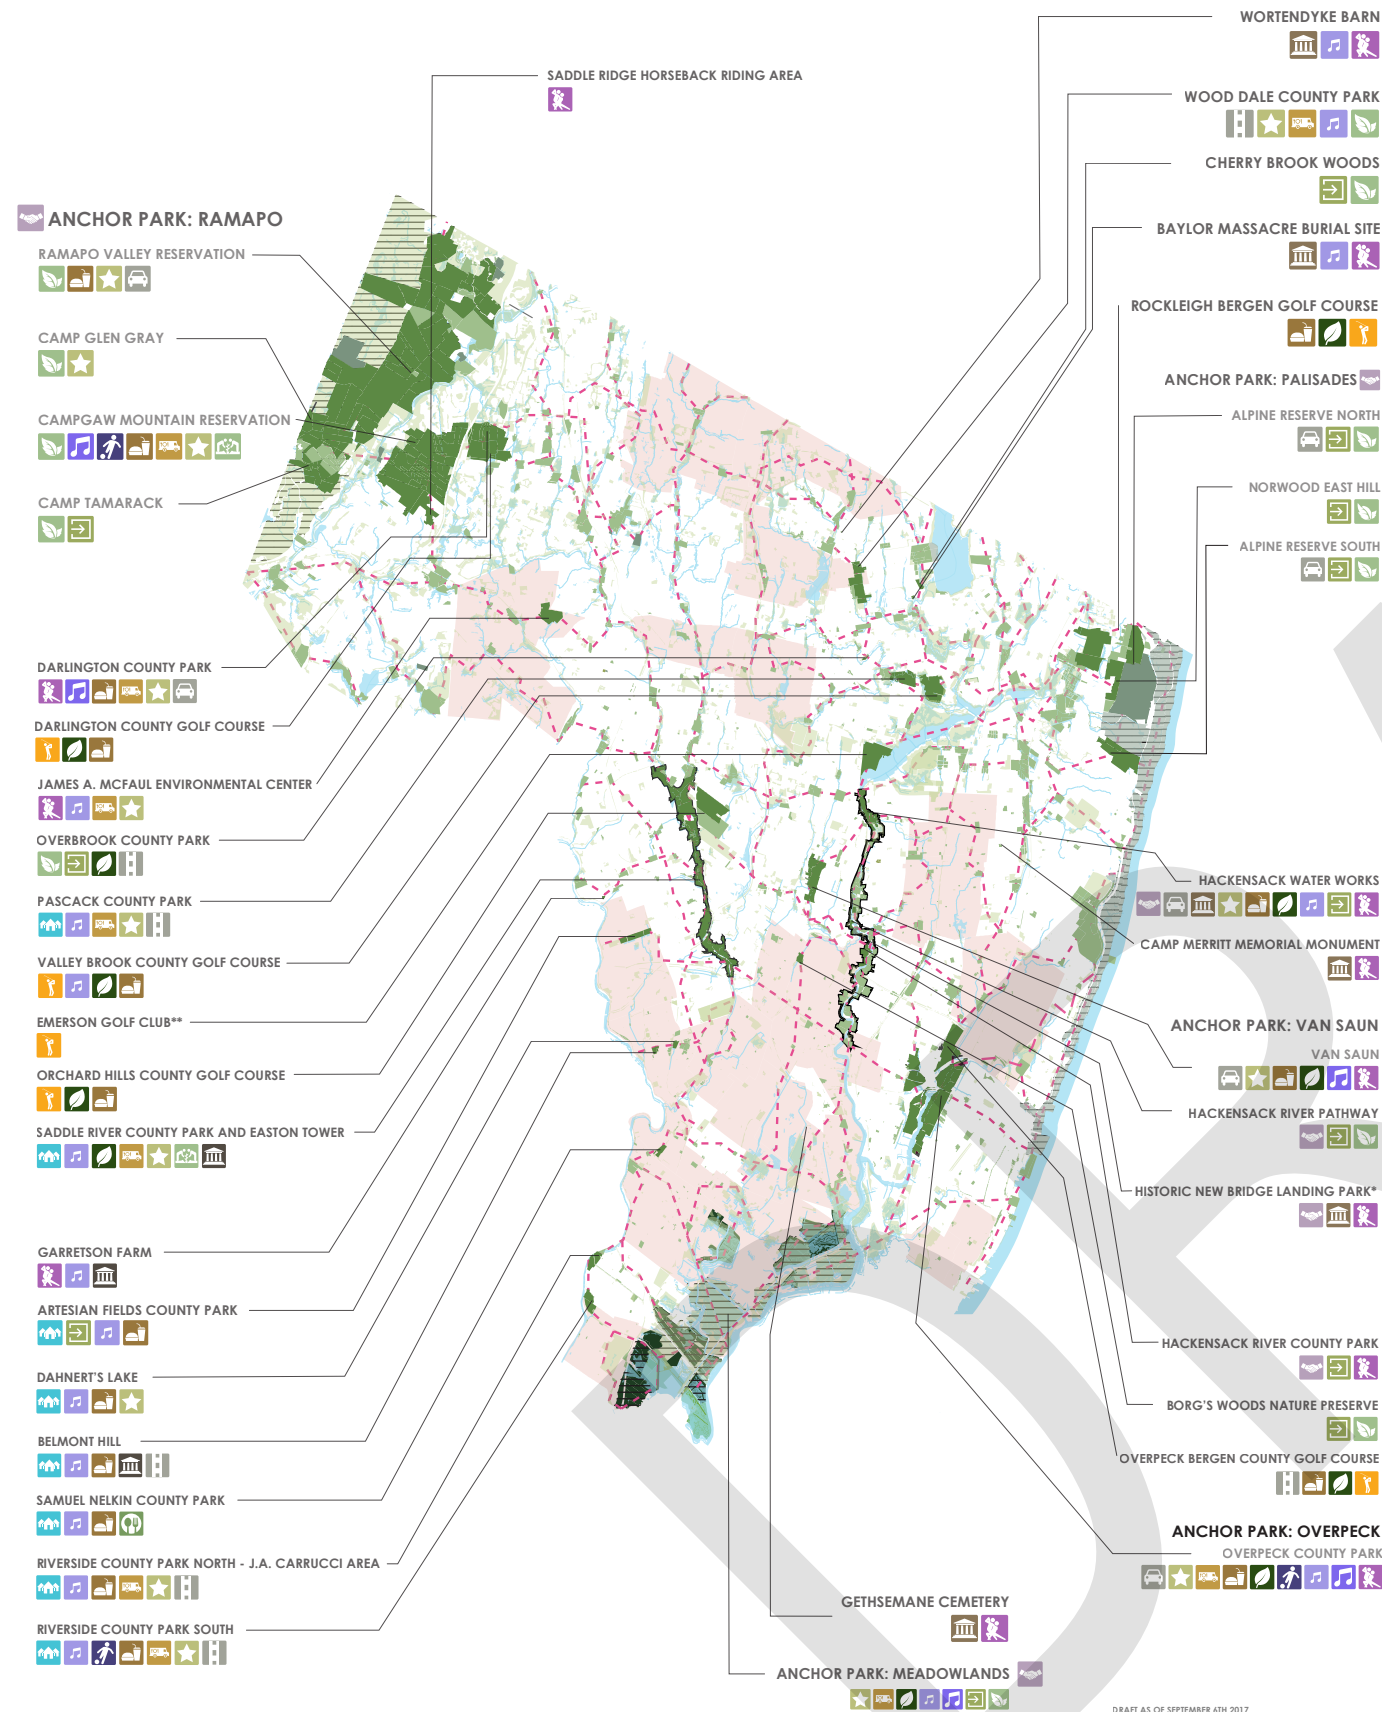 WORTENDYKE BARN
SADDLE RIDGE HORSEBACK RIDING AREA
WOOD DALE COUNTY PARK
CHERRY BROOK WOODS
ANCHOR PARK: RAMAPO
BAYLOR MASSACRE BURIAL SITE
RAMAPO VALLEY RESERVATION
ROCKLEIGH BERGEN GOLF COURSE
CAMP GLEN GRAY
ANCHOR PARK: PALISADES
CAMPGAW MOUNTAIN RESERVATION
ALPINE RESERVE NORTH
CAMP TAMARACK
NORWOOD EAST HILL
ALPINE RESERVE SOUTH
DARLINGTON COUNTY PARK
DARLINGTON COUNTY GOLF COURSE
JAMES A. MCFAUL ENVIRONMENTAL CENTER
OVERBROOK COUNTY PARK
PASCACK COUNTY PARK
VALLEY BROOK COUNTY GOLF COURSE
EMERSON GOLF CLUB**
ORCHARD HILLS COUNTY GOLF COURSE
SADDLE RIVER COUNTY PARK AND EASTON TOWER
GARRETSON FARM
ARTESIAN FIELDS COUNTY PARK
DAHNERT'S LAKE
BELMONT HILL
SAMUEL NELKIN COUNTY PARK
RIVERSIDE COUNTY PARK NORTH - J.A. CARRUCCI AREA
RIVERSIDE COUNTY PARK SOUTH
HACKENSACK WATER WORKS
CAMP MERRITT MEMORIAL MONUMENT
ANCHOR PARK: VAN SAUN
VAN SAUN
HACKENSACK RIVER PATHWAY
HISTORIC NEW BRIDGE LANDING PARK*
HACKENSACK RIVER COUNTY PARK
BORG'S WOODS NATURE PRESERVE
OVERPECK BERGEN COUNTY GOLF COURSE
ANCHOR PARK: OVERPECK
OVERPECK COUNTY PARK
GETHSEMANE CEMETERY
ANCHOR PARK: MEADOWLANDS
DRAFT AS OF SEPTEMBER 6TH 2017